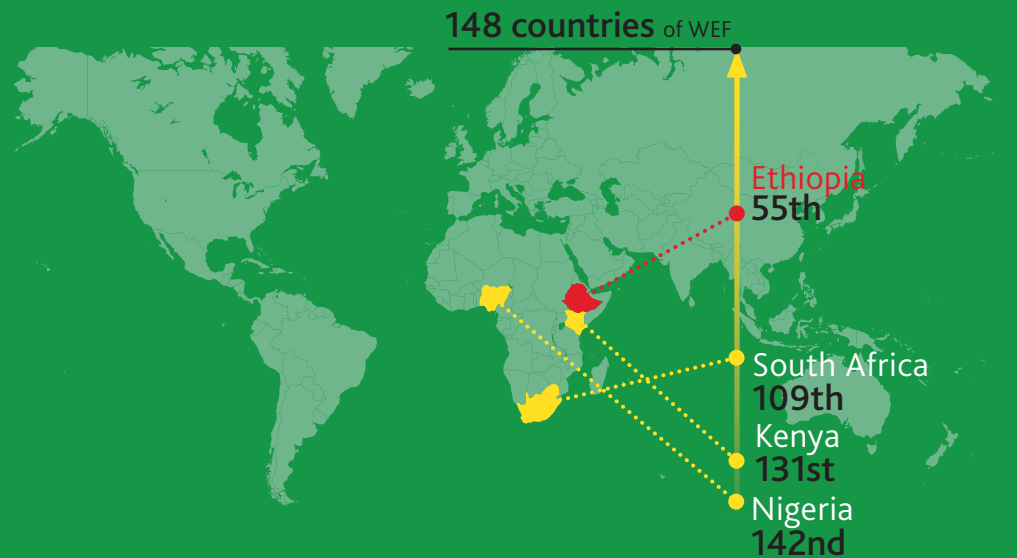 148 countries of WEF
Ethiopia
55th
South Africa
109th
Kenya
131st
Nigeria
142nd